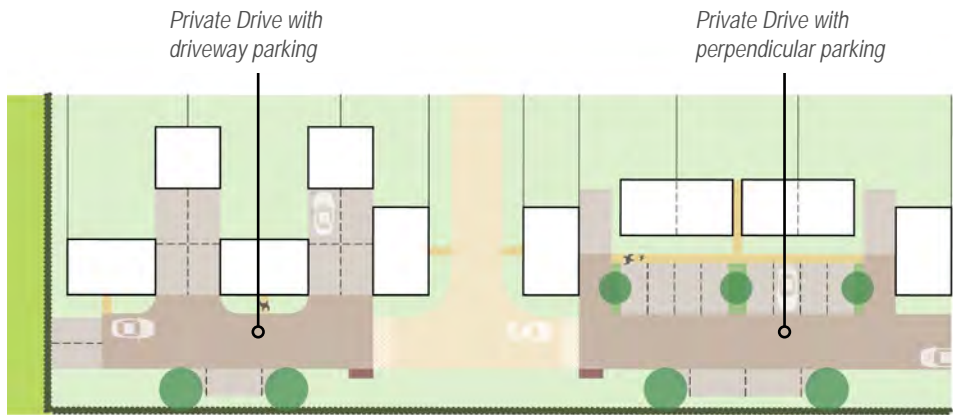 Private Drive with
driveway parking
Private Drive with
perpendicular parking